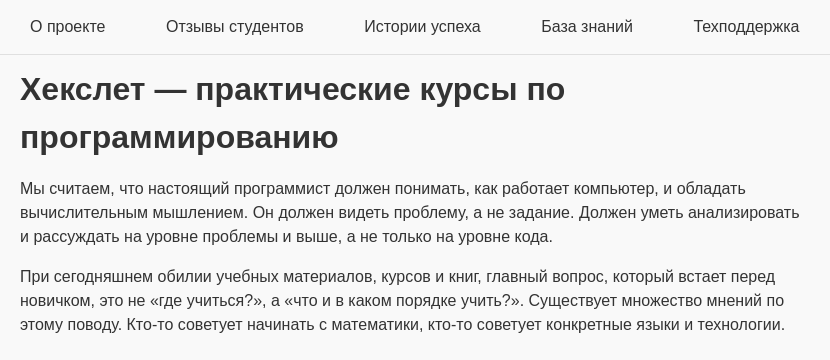 О проекте Отзывы студентов Истории успеха База знаний Техподдержка
Хекслет — практические курсы по
программированию
Мы считаем, что настоящий программист должен понимать, как работает компьютер, и обладать
вычислительным мышлением. Он должен видеть проблему, а не задание. Должен уметь анализировать
и рассуждать на уровне проблемы и выше, а не только на уровне кода.
При сегодняшнем обилии учебных материалов, курсов и книг, главный вопрос, который встает перед
новичком, это не «где учиться?», а «что и в каком порядке учить?». Существует множество мнений по
этому поводу. Кто-то советует начинать с математики, кто-то советует конкретные языки и технологии.